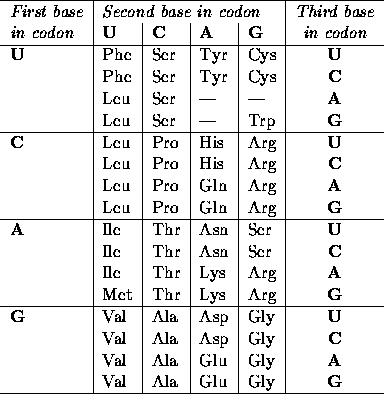 First base Second base in codon Third base
in codon U C A G in codon
U Phe Ser Tyr Cys U
Phe Ser Tyr Cys C
Leu Ser — — A
Leu Ser — Trp G
C Leu Pro His Arg U
Leu Pro His Arg C
Leu Pro Gln Arg A
Leu Pro Gln Arg G
A Ile Thr Asn Ser U
Ile Thr Asn Ser C
Ile Thr Lys Arg A
Met Thr Lys Arg G
G Val Ala Asp Gly U
Val Ala Asp Gly C
Val Ala Glu Gly A
Val Ala Glu Gly G